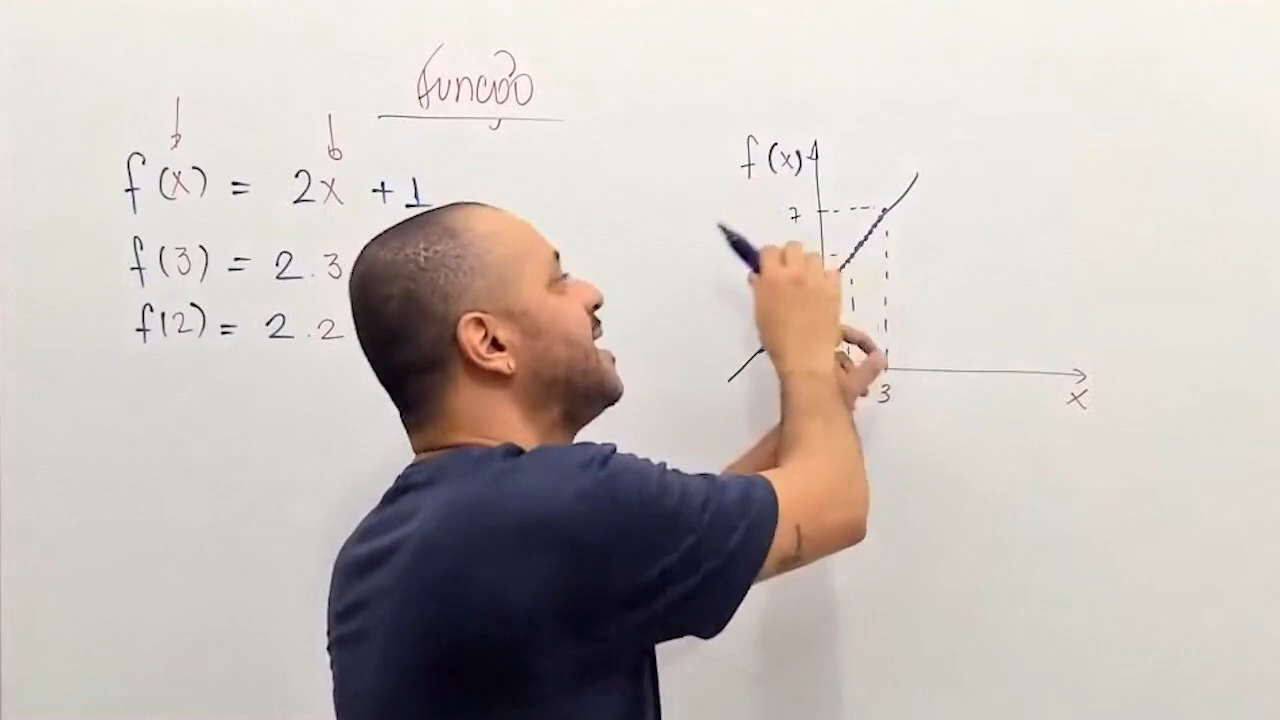 Função
f(x) = 2x + 1
f(3) = 2.3
f(2) = 2.2
f(x)
7
3
x